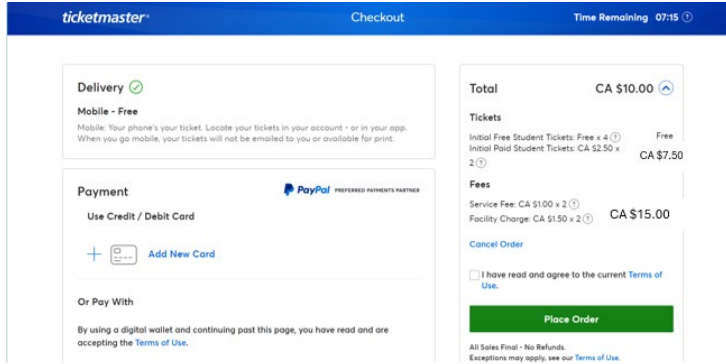 ticketmaster®
Checkout
Time Remaining 07:15 ?
Delivery
Mobile - Free
Mobile: Your phone's your ticket. Locate your tickets in your account - or in your app.
When you go mobile, your tickets will not be emailed to you or available for print.
Payment
PayPal PREFERRED PAYMENTS PARTNER
Use Credit / Debit Card
Add New Card
Or Pay With
By using a digital wallet and continuing past this page, you have read and are
accepting the Terms of Use.
Total CA $10.00
Tickets
Initial Free Student Tickets: Free x 4 ? Free
Initial Paid Student Tickets: CA $2.50 x
2 ? CA $7.50
Fees
Service Fee: CA $1.00 x 2 ?
Facility Charge: CA $1.50 x 2 ? CA $15.00
Cancel Order
I have read and agree to the current Terms of
Use.
Place Order
All Sales Final - No Refunds.
Exceptions may apply, see our Terms of Use.